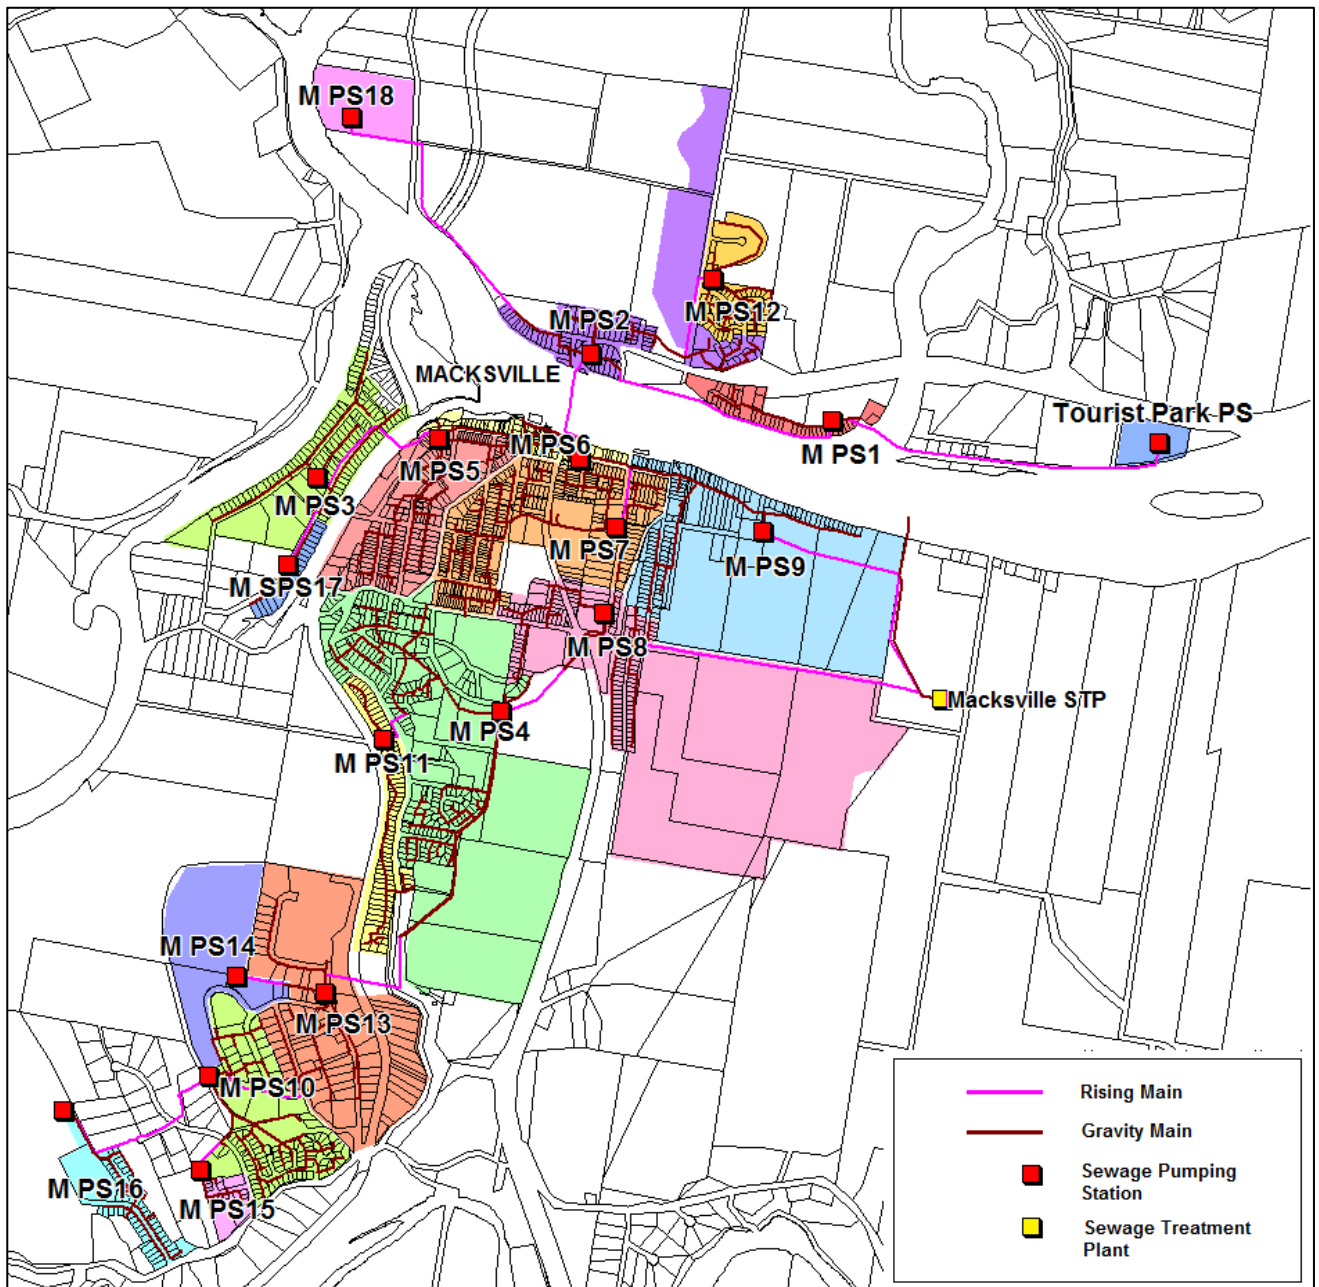 M PS18
M PS12
M PS2
MACKSVILLE
Tourist Park PS
M PS6
M PS1
M PS5
M PS3
M PS7
M PS9
M SPS17
M PS8
Macksville STP
M PS4
M PS11
M PS14
M PS13
M PS10
M PS16
M PS15
Rising Main
Gravity Main
Sewage Pumping
Station
Sewage Treatment
Plant